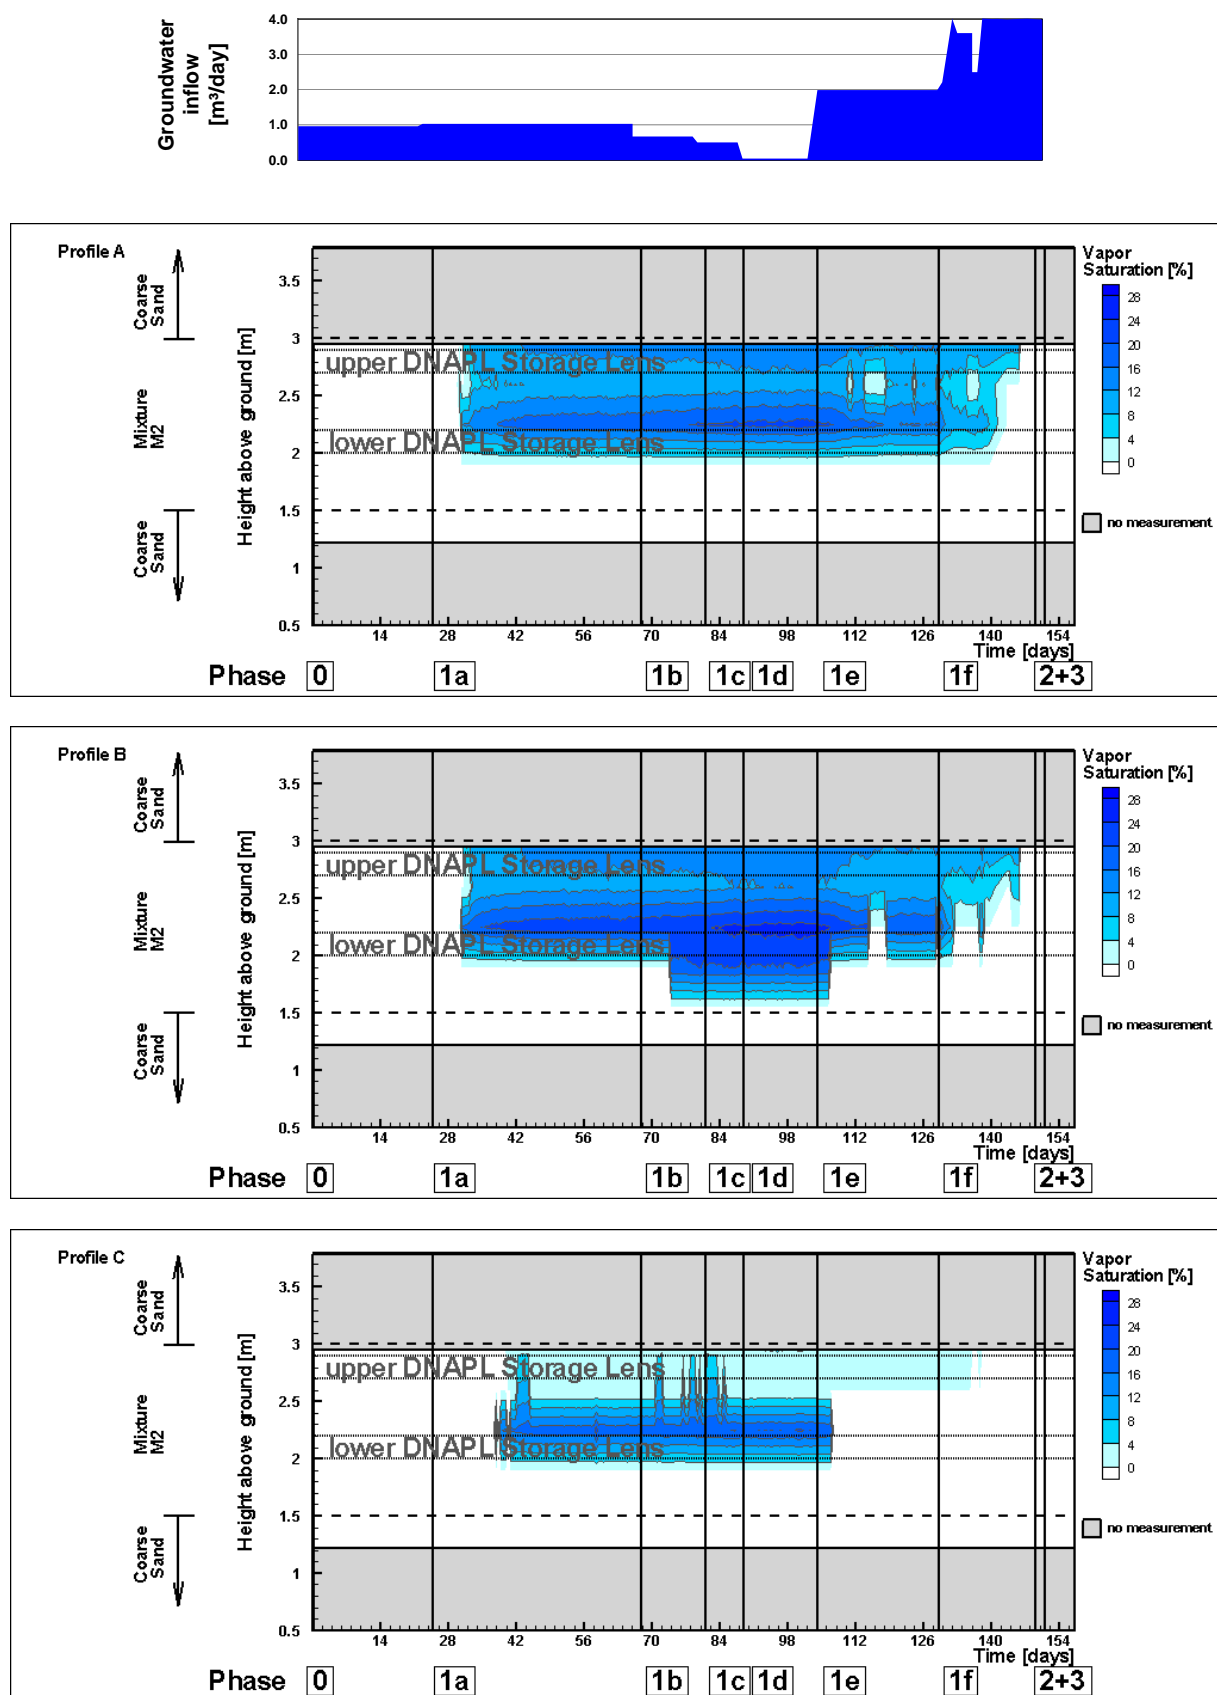 Groundwater
inflow
[m³/day]
4.0
3.0
2.0
1.0
0.0
Profile A
Coarse
Sand
Mixture
M2
Coarse
Sand
Height above ground [m]
3.5
3
2.5
2
1.5
1
0.5
upper DNAPL Storage Lens
lower DNAPL Storage Lens
14 28 42 56 70 84 98 112 126 140 154
Time [days]
Phase 0 1a 1b 1c 1d 1e 1f 2+3
Vapor
Saturation [%]
28
24
20
16
12
8
4
0
no measurement
Profile B
Coarse
Sand
Mixture
M2
Coarse
Sand
Height above ground [m]
3.5
3
2.5
2
1.5
1
0.5
upper DNAPL Storage Lens
lower DNAPL Storage Lens
14 28 42 56 70 84 98 112 126 140 154
Time [days]
Phase 0 1a 1b 1c 1d 1e 1f 2+3
Vapor
Saturation [%]
28
24
20
16
12
8
4
0
no measurement
Profile C
Coarse
Sand
Mixture
M2
Coarse
Sand
Height above ground [m]
3.5
3
2.5
2
1.5
1
0.5
upper DNAPL Storage Lens
lower DNAPL Storage Lens
14 28 42 56 70 84 98 112 126 140 154
Time [days]
Phase 0 1a 1b 1c 1d 1e 1f 2+3
Vapor
Saturation [%]
28
24
20
16
12
8
4
0
no measurement